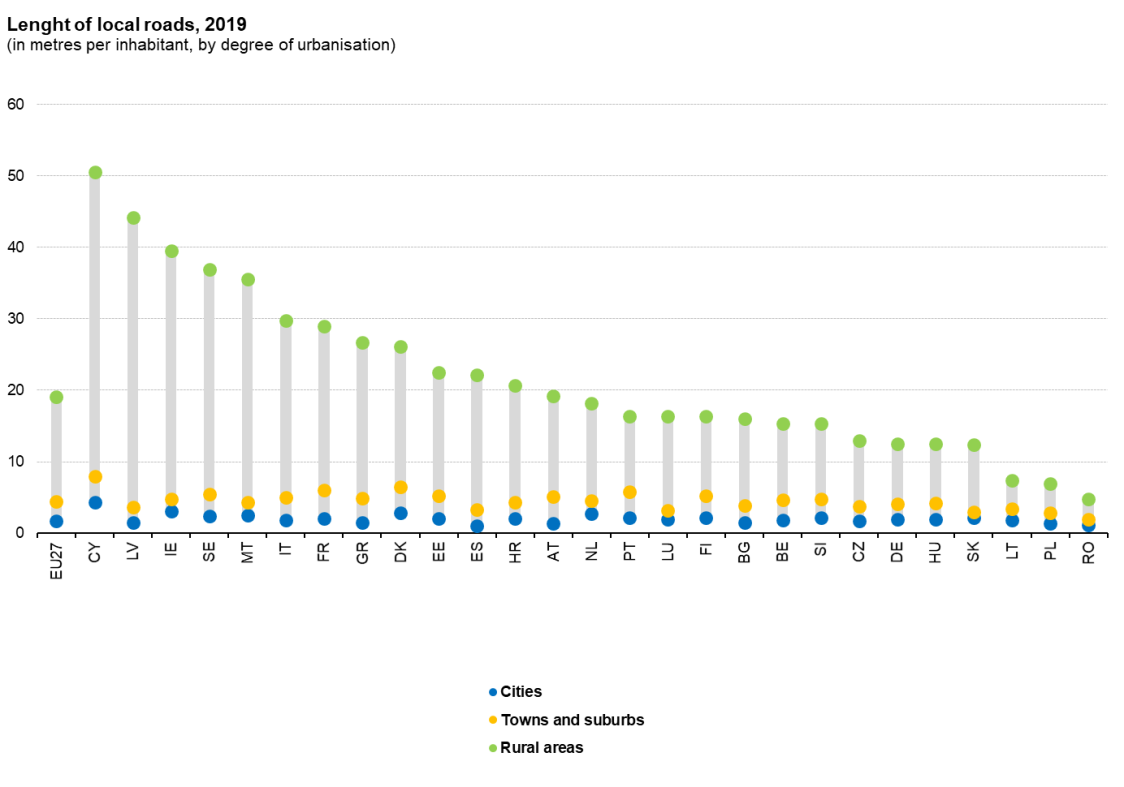 Lenght of local roads, 2019
(in metres per inhabitant, by degree of urbanisation)
60
50
40
30
20
10
0
EU27 CY LV IE SE MT IT FR GR DK EE ES HR AT NL PT LU FI BG BE SI CZ DE HU SK LT PL RO
Cities
Towns and suburbs
Rural areas